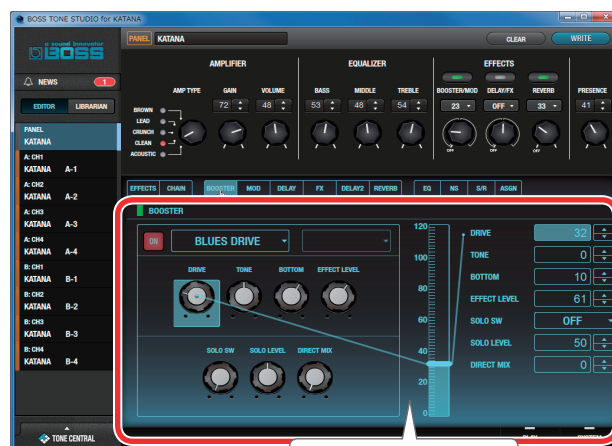 BOSS TONE STUDIO for KATANA
a sound innovator
BOSS
NEWS 1
EDITOR LIBRARIAN
PANEL
KATANA
A: CH1
KATANA A-1
A: CH2
KATANA A-2
A: CH3
KATANA A-3
A: CH4
KATANA A-4
B: CH1
KATANA B-1
B: CH2
KATANA B-2
B: CH3
KATANA B-3
B: CH4
KATANA B-4
TONE CENTRAL
PANEL KATANA CLEAR WRITE
AMPLIFIER EQUALIZER EFFECTS
AMP TYPE GAIN VOLUME BASS MIDDLE TREBLE BOOSTER/MOD DELAY/FX REVERB PRESENCE
72 48 53 48 54 23 OFF 33 41
BROWN
LEAD
CRUNCH
CLEAN
ACOUSTIC
OFF OFF OFF
EFFECTS CHAIN BOOSTER MOD DELAY FX DELAY2 REVERB EQ NS S/R ASGN
BOOSTER
ON BLUES DRIVE
DRIVE TONE BOTTOM EFFECT LEVEL
SOLO SW SOLO LEVEL DIRECT MIX
120
100
80
60
40
20
0
DRIVE 32
TONE 0
BOTTOM 10
EFFECT LEVEL 61
SOLO SW OFF
SOLO LEVEL 50
DIRECT MIX 0